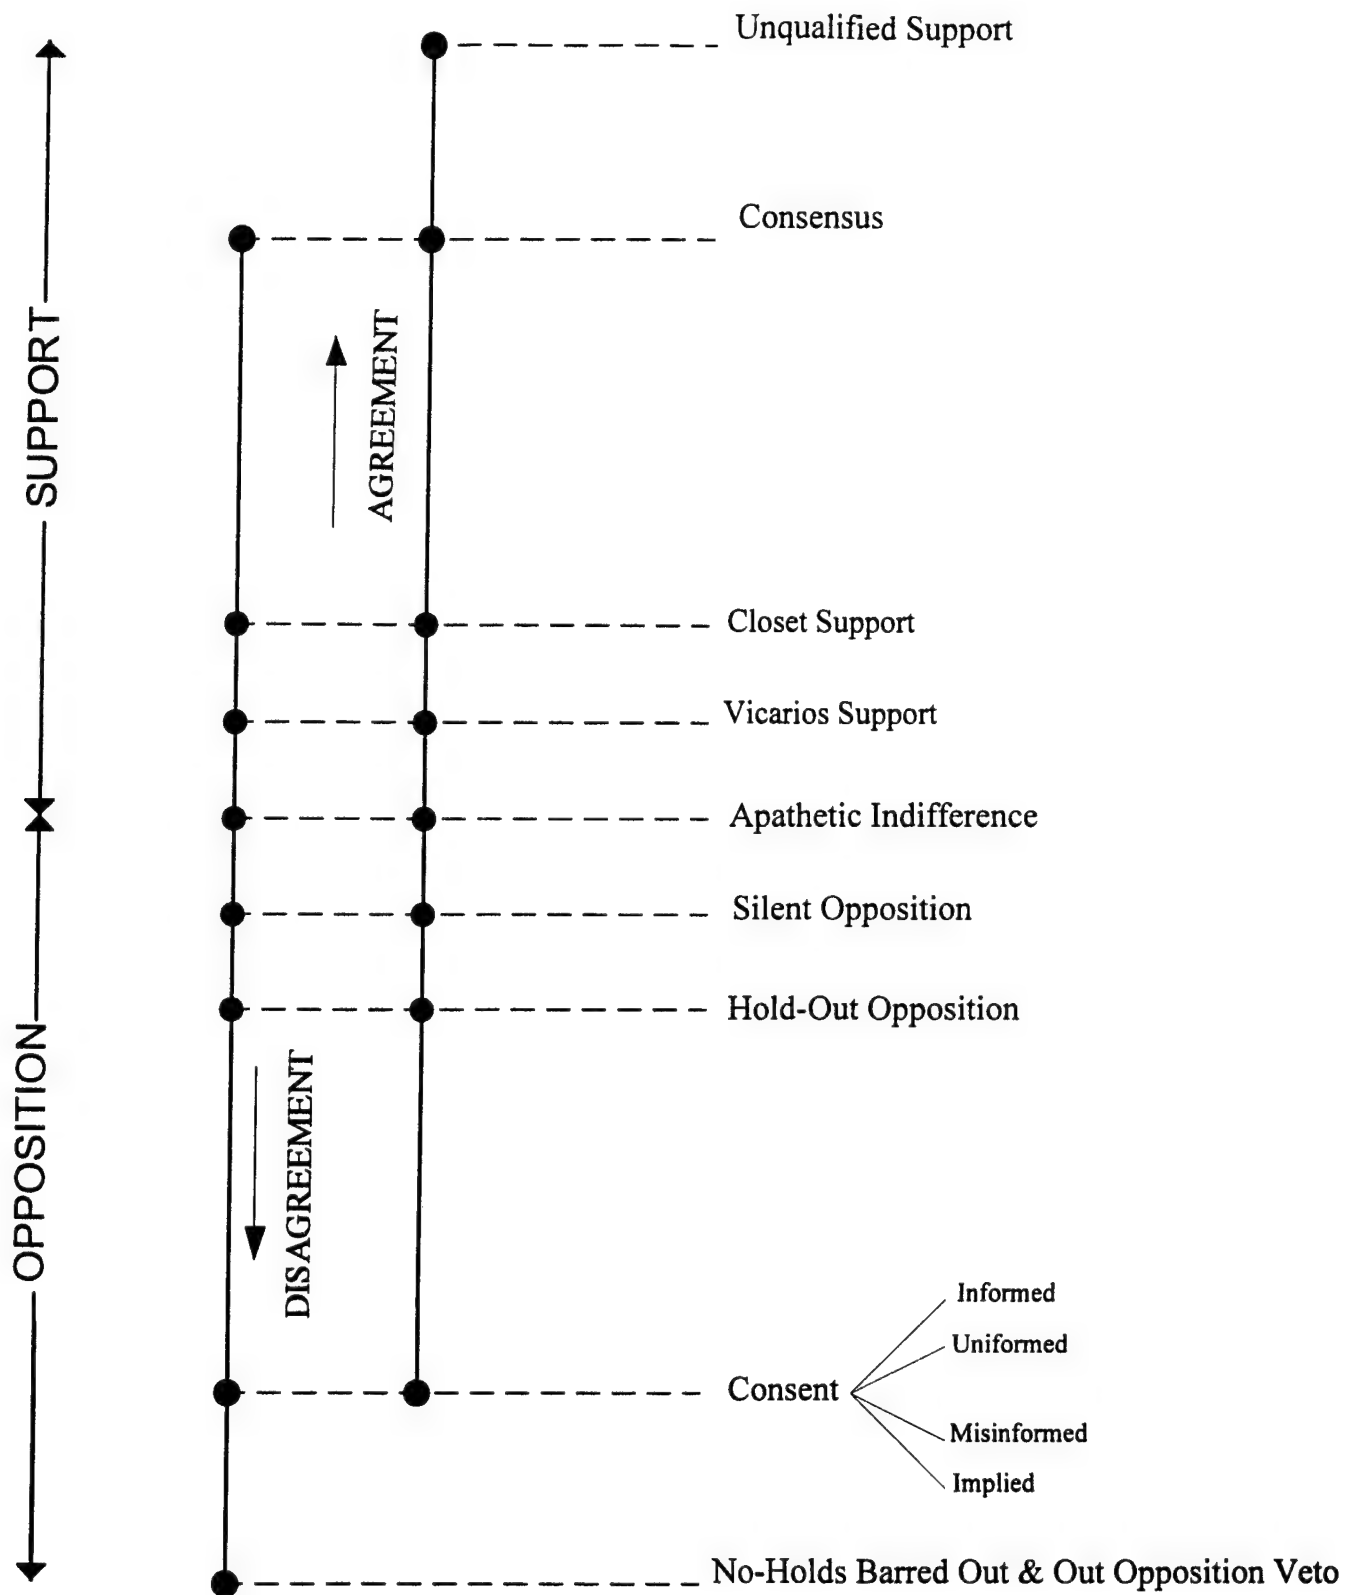 Unqualified Support
Consensus
SUPPORT
AGREEMENT
Closet Support
Vicarios Support
Apathetic Indifference
Silent Opposition
Hold-Out Opposition
OPPOSITION
DISAGREEMENT
Informed
Uniformed
Consent
Misinformed
Implied
No-Holds Barred Out & Out Opposition Veto